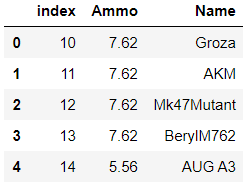 index Ammo Name
0 10 7.62 Groza
1 11 7.62 AKM
2 12 7.62 Mk47Mutant
3 13 7.62 BerylM762
4 14 5.56 AUG A3